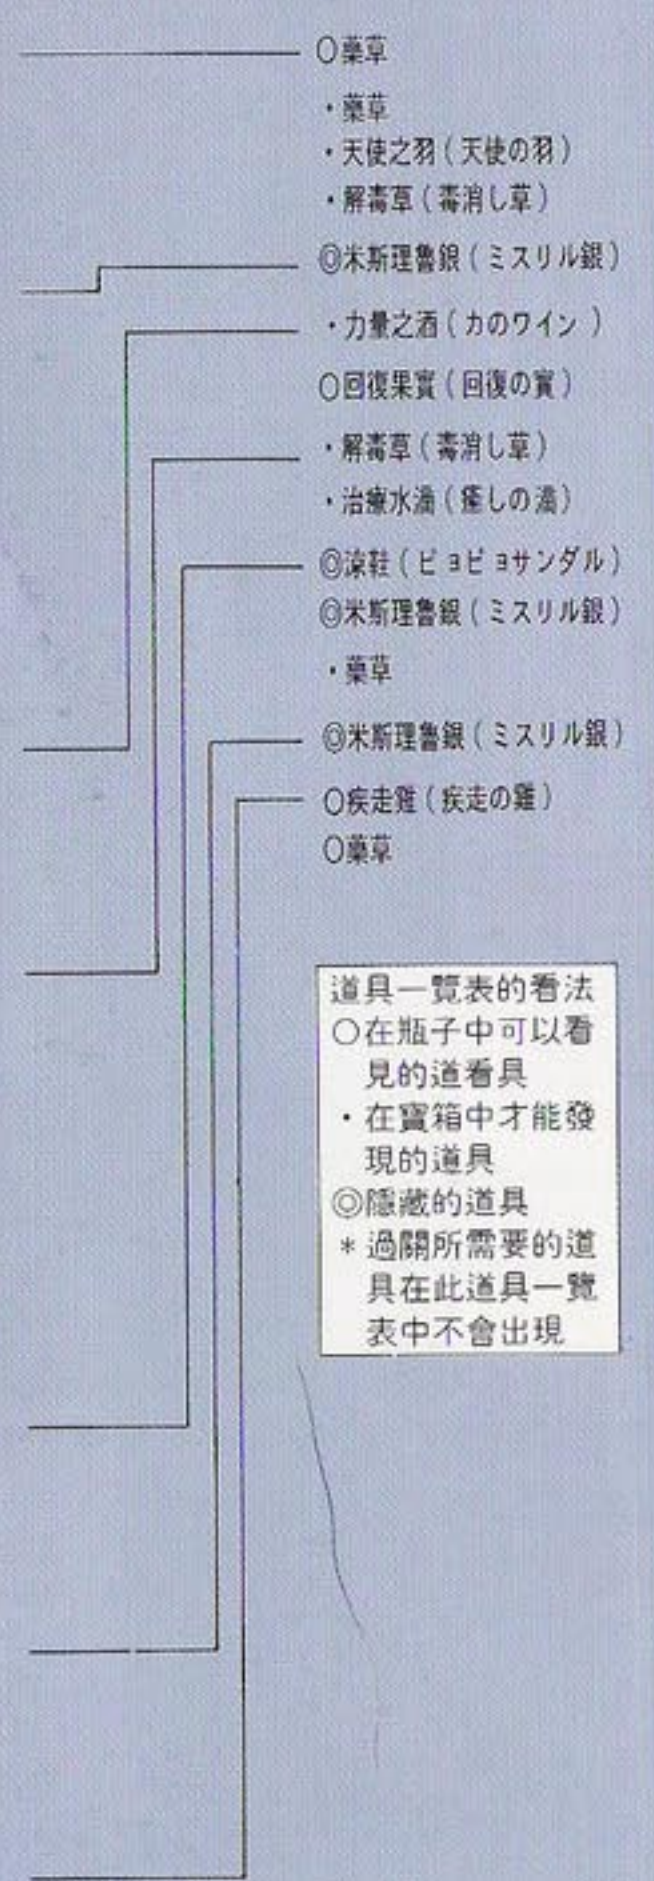 ○藥草
・藥草
・天使之羽(天使の羽)
・解毒草(毒消し草)
◎米斯理魯銀(ミスリル銀)
・力量之酒(カのワイン )
○回復果實(回復の實)
・解毒草(毒消し草)
・治療水滴(癒しの滴)
◎涼鞋(ピョピョサンダル)
◎米斯理魯銀(ミスリル銀)
・藥草
◎米斯理魯銀(ミスリル銀)
○疾走雞(疾走の雞)
○藥草
道具一覽表的看法
○在瓶子中可以看
見的道看具
・在寶箱中才能發
現的道具
◎隱藏的道具
*過關所需要的道
具在此道具一覽
表中不會出現